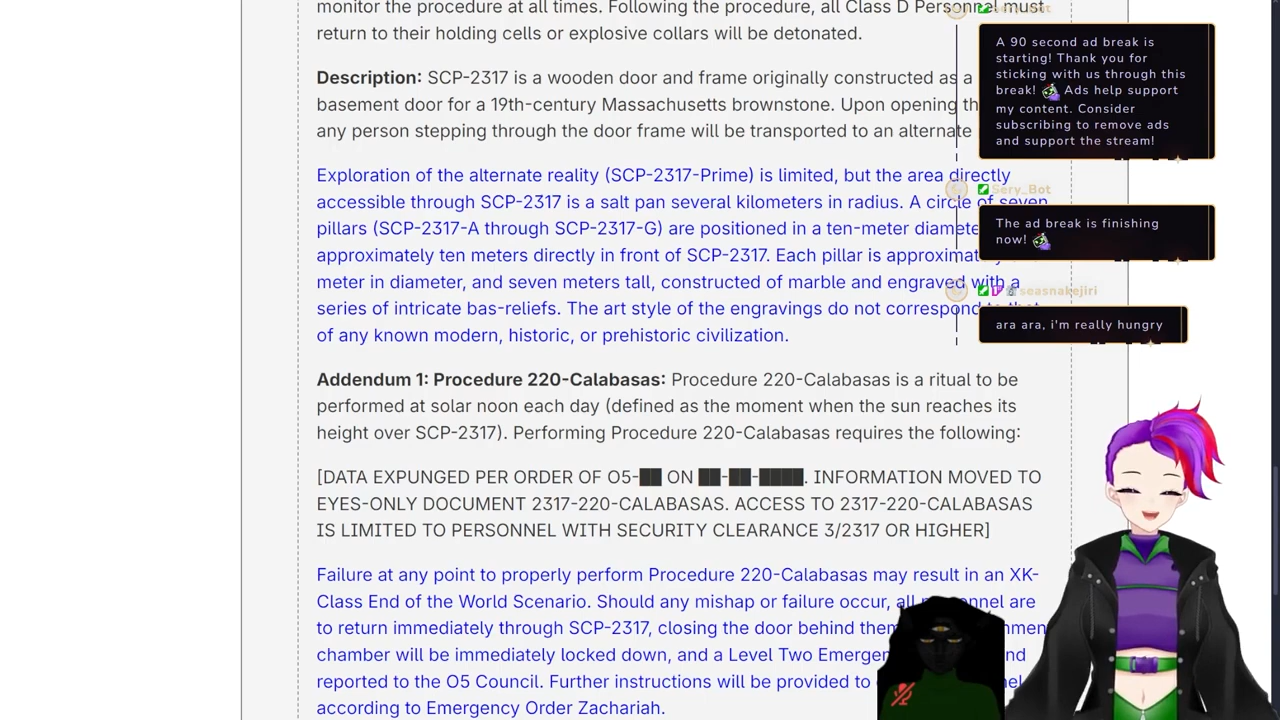 monitor the procedure at all times. Following the procedure, all Class D Personnel must
return to their holding cells or explosive collars will be detonated.
Description: SCP-2317 is a wooden door and frame originally constructed as a
basement door for a 19th-century Massachusetts brownstone. Upon opening th
any person stepping through the door frame will be transported to an alternate
Exploration of the alternate reality (SCP-2317-Prime) is limited, but the area directly
accessible through SCP-2317 is a salt pan several kilometers in radius. A circle of seven
pillars (SCP-2317-A through SCP-2317-G) are positioned in a ten-meter diamete
approximately ten meters directly in front of SCP-2317. Each pillar is approximat
meter in diameter, and seven meters tall, constructed of marble and engraved with a
series of intricate bas-reliefs. The art style of the engravings do not correspond to that
of any known modern, historic, or prehistoric civilization.
Addendum 1: Procedure 220-Calabasas: Procedure 220-Calabasas is a ritual to be
performed at solar noon each day (defined as the moment when the sun reaches its
height over SCP-2317). Performing Procedure 220-Calabasas requires the following:
[DATA EXPUNGED PER ORDER OF O5-██ ON ██-██-████. INFORMATION MOVED TO
EYES-ONLY DOCUMENT 2317-220-CALABASAS. ACCESS TO 2317-220-CALABASAS
IS LIMITED TO PERSONNEL WITH SECURITY CLEARANCE 3/2317 OR HIGHER]
Failure at any point to properly perform Procedure 220-Calabasas may result in an XK-
Class End of the World Scenario. Should any mishap or failure occur, all personnel are
to return immediately through SCP-2317, closing the door behind them
chamber will be immediately locked down, and a Level Two Emergen
reported to the O5 Council. Further instructions will be provided to
according to Emergency Order Zachariah.
A 90 second ad break is
starting! Thank you for
sticking with us through this
break! Ads help support
my content. Consider
subscribing to remove ads
and support the stream!
Sery_Bot
The ad break is finishing
now!
seasnakejiri
ara ara, i'm really hungry